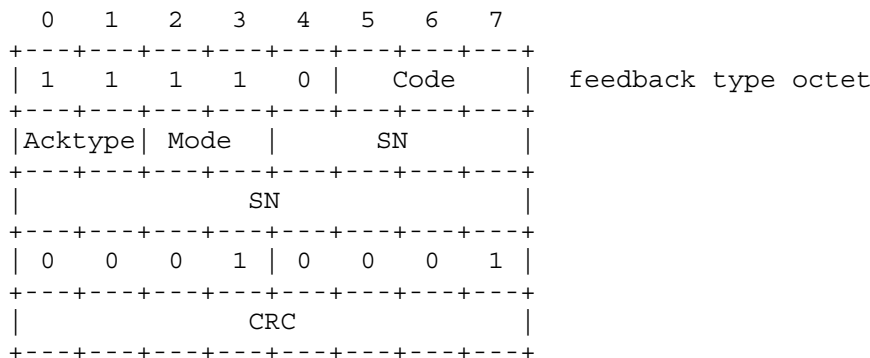 0   1   2   3   4   5   6   7
+---+---+---+---+---+---+---+---+
| 1   1   1   1   0 |   Code    |  feedback type octet
+---+---+---+---+---+---+---+---+
|Acktype| Mode  |      SN       |
+---+---+---+---+---+---+---+---+
|              SN               |
+---+---+---+---+---+---+---+---+
| 0   0   0   1 | 0   0   0   1 |
+---+---+---+---+---+---+---+---+
|              CRC              |
+---+---+---+---+---+---+---+---+